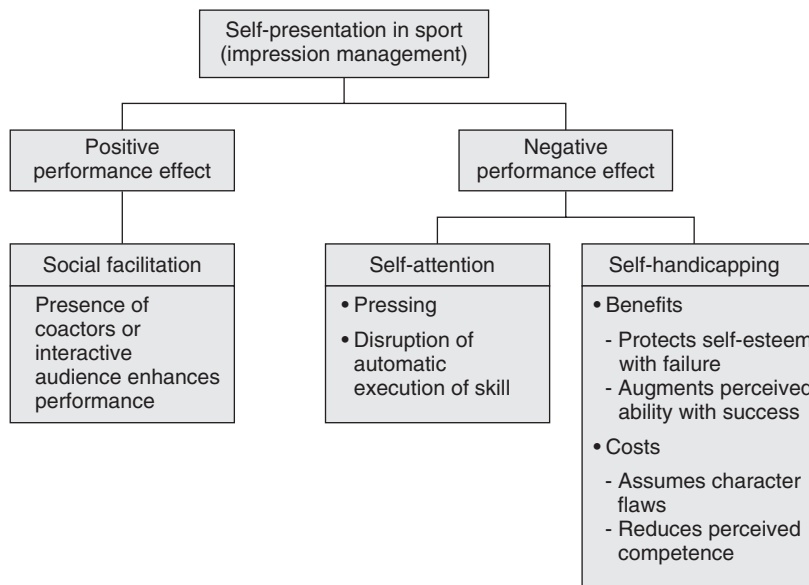 Self-presentation in sport
(impression management)
Positive
performance effect
Negative
performance effect
Social facilitation
Presence of
coactors or
interactive
audience enhances
performance
Self-attention
• Pressing
• Disruption of
automatic
execution of skill
Self-handicapping
• Benefits
- Protects self-esteem
with failure
- Augments perceived
ability with success
• Costs
- Assumes character
flaws
- Reduces perceived
competence